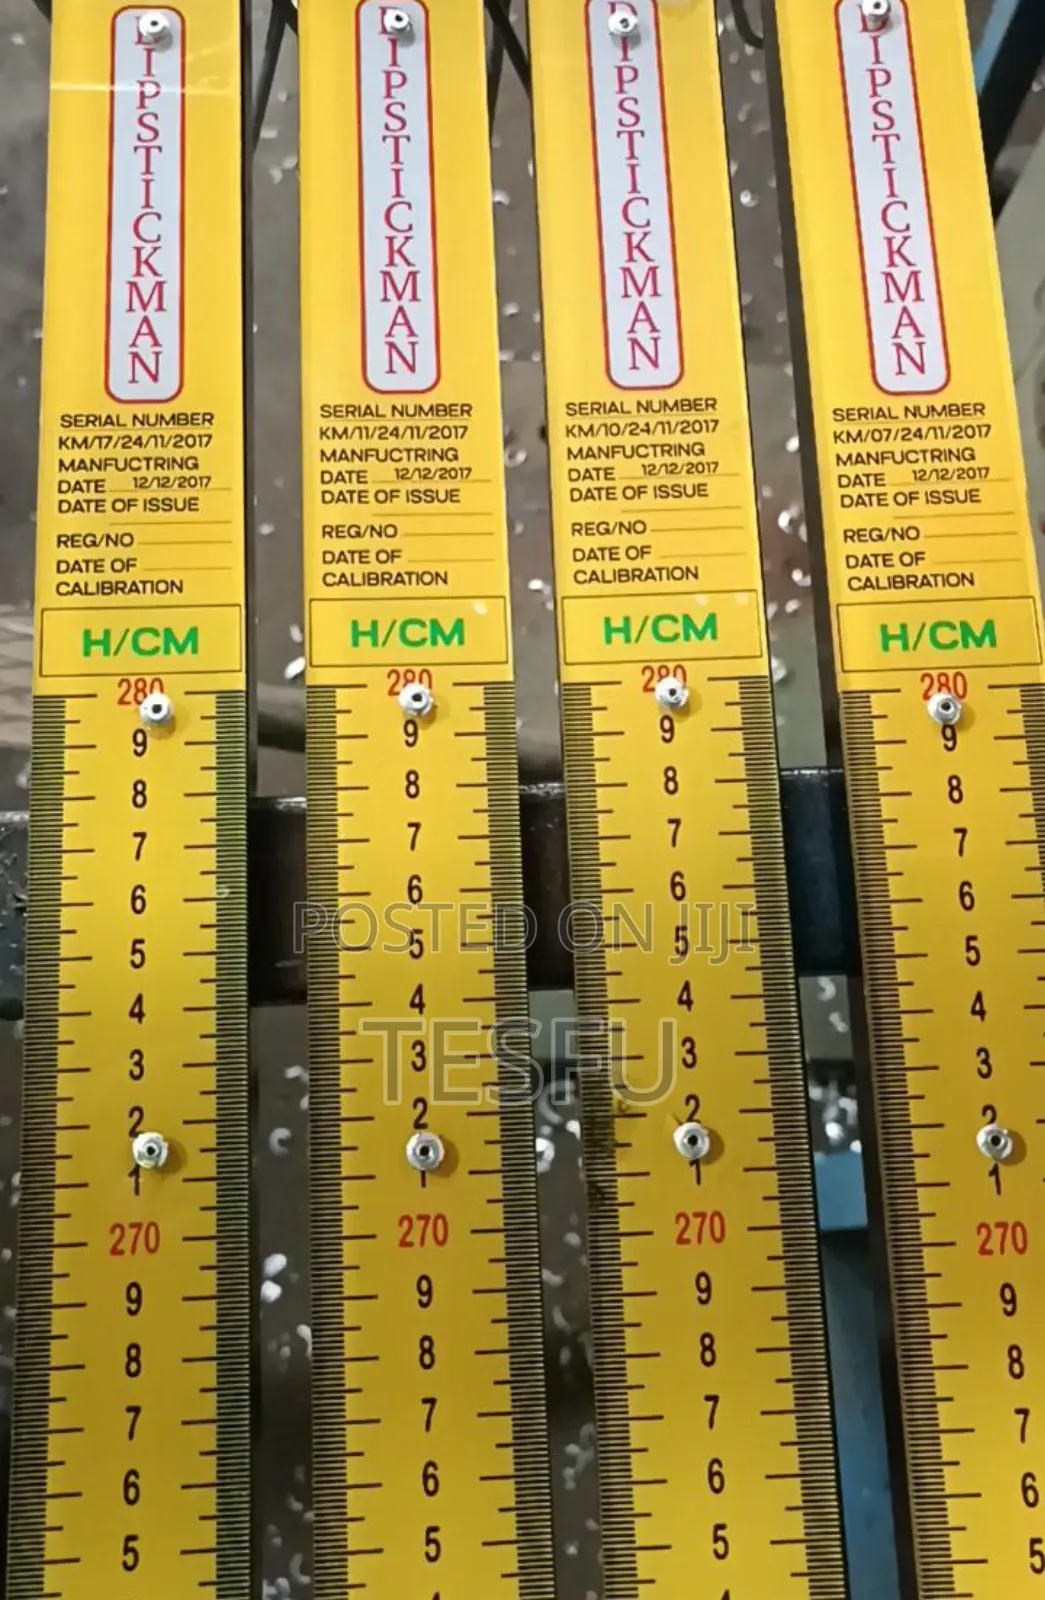 DIPSTICKMAN
SERIAL NUMBER
KM/17/24/11/2017
MANFUCTRING
DATE 12/12/2017
DATE OF ISSUE
REG/NO
DATE OF
CALIBRATION
H/CM
280
9
8
7
6
5
4
3
2
1
270
9
8
7
6
5
DIPSTICKMAN
SERIAL NUMBER
KM/11/24/11/2017
MANFUCTRING
DATE 12/12/2017
DATE OF ISSUE
REG/NO
DATE OF
CALIBRATION
H/CM
280
9
8
7
6
5
4
3
2
1
270
9
8
7
6
5
DIPSTICKMAN
SERIAL NUMBER
KM/10/24/11/2017
MANFUCTRING
DATE 12/12/2017
DATE OF ISSUE
REG/NO
DATE OF
CALIBRATION
H/CM
280
9
8
7
6
5
4
3
2
1
270
9
8
7
6
5
DIPSTICKMAN
SERIAL NUMBER
KM/07/24/11/2017
MANFUCTRING
DATE 12/12/2017
DATE OF ISSUE
REG/NO
DATE OF
CALIBRATION
H/CM
280
9
8
7
6
5
4
3
2
1
270
9
8
7
6
5
POSTED ON JIJI
TESFU